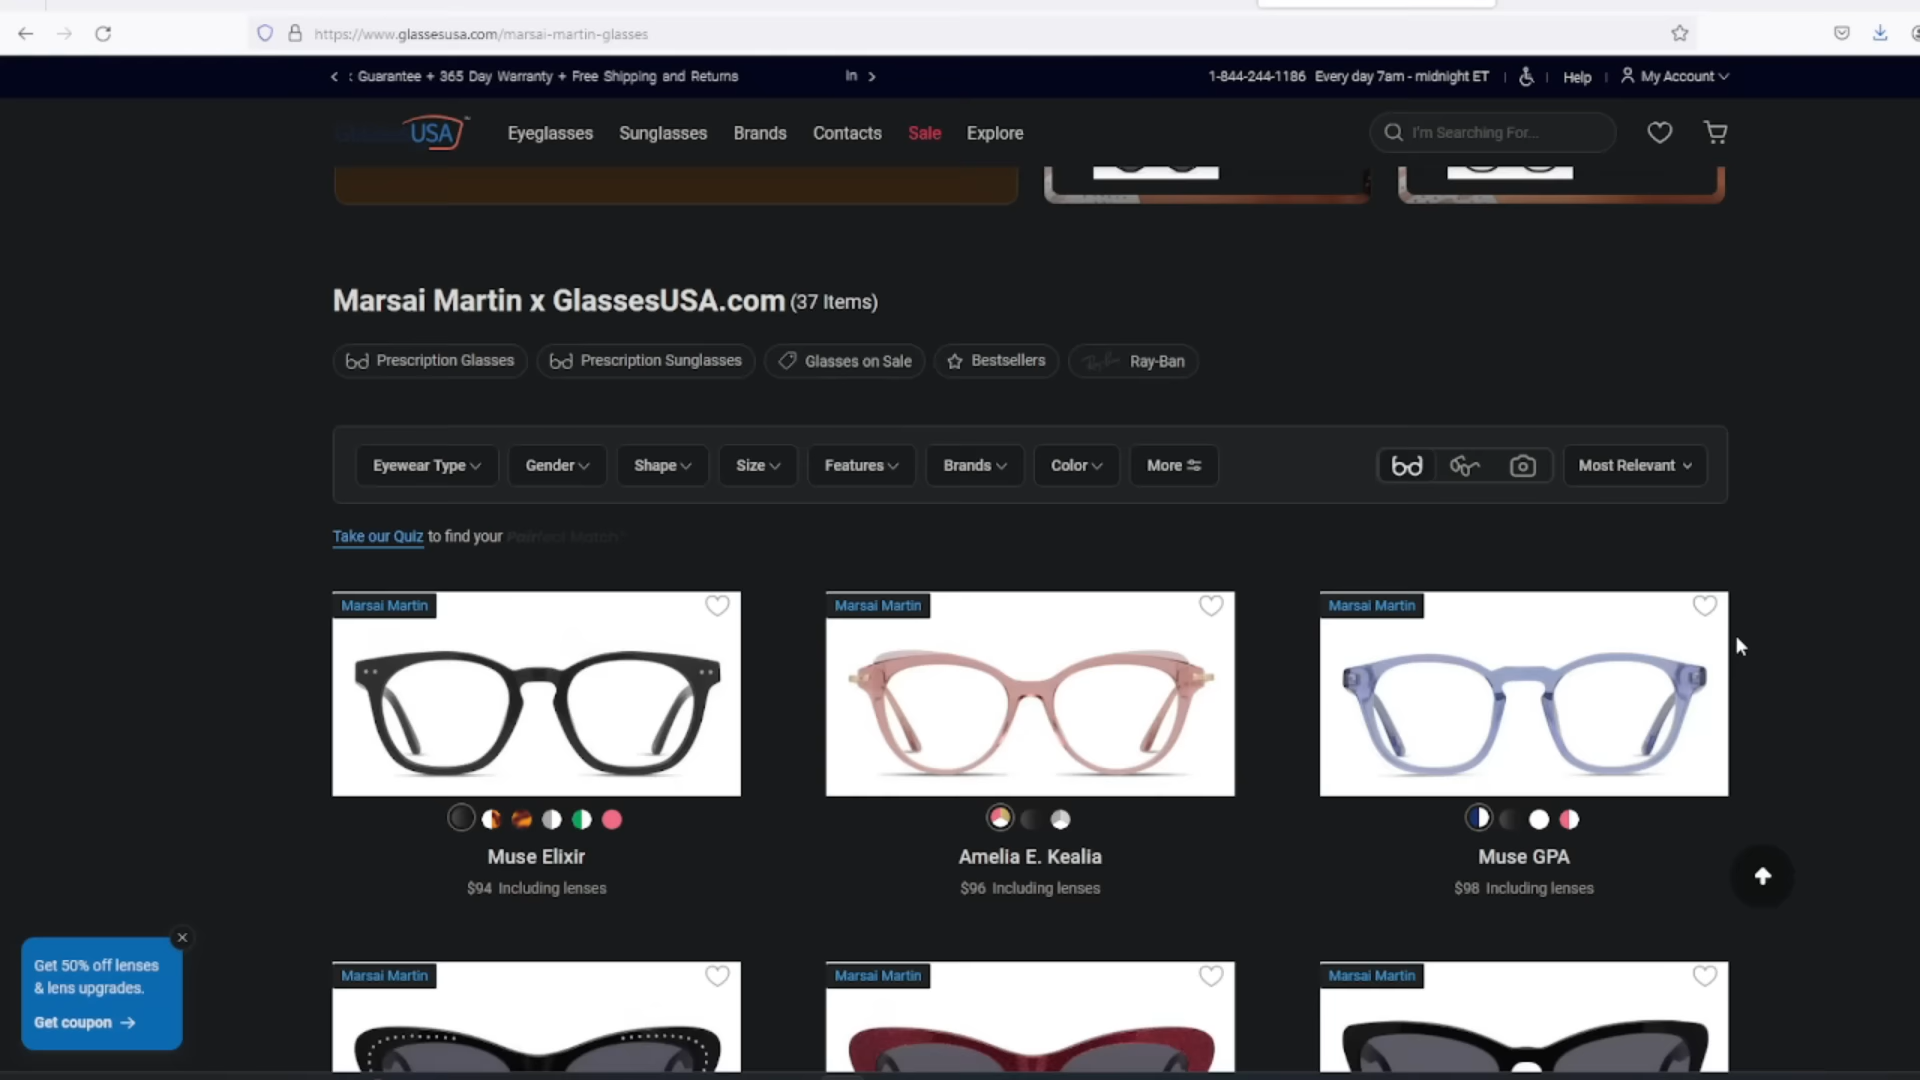 https://www.glassesusa.com/marsai-martin-glasses
: Guarantee + 365 Day Warranty + Free Shipping and Returns
In
1-844-244-1186 Every day 7am - midnight ET
Help
My Account
USA
Eyeglasses
Sunglasses
Brands
Contacts
Sale
Explore
I'm Searching For...
Marsai Martin x GlassesUSA.com (37 Items)
Prescription Glasses
Prescription Sunglasses
Glasses on Sale
Bestsellers
Ray-Ban
Eyewear Type
Gender
Shape
Size
Features
Brands
Color
More
Most Relevant
Take our Quiz to find your
Marsai Martin
Marsai Martin
Marsai Martin
Muse Elixir
$94 Including lenses
Amelia E. Kealia
$96 Including lenses
Muse GPA
$98 Including lenses
Get 50% off lenses
& lens upgrades.
Get coupon
Marsai Martin
Marsai Martin
Marsai Martin